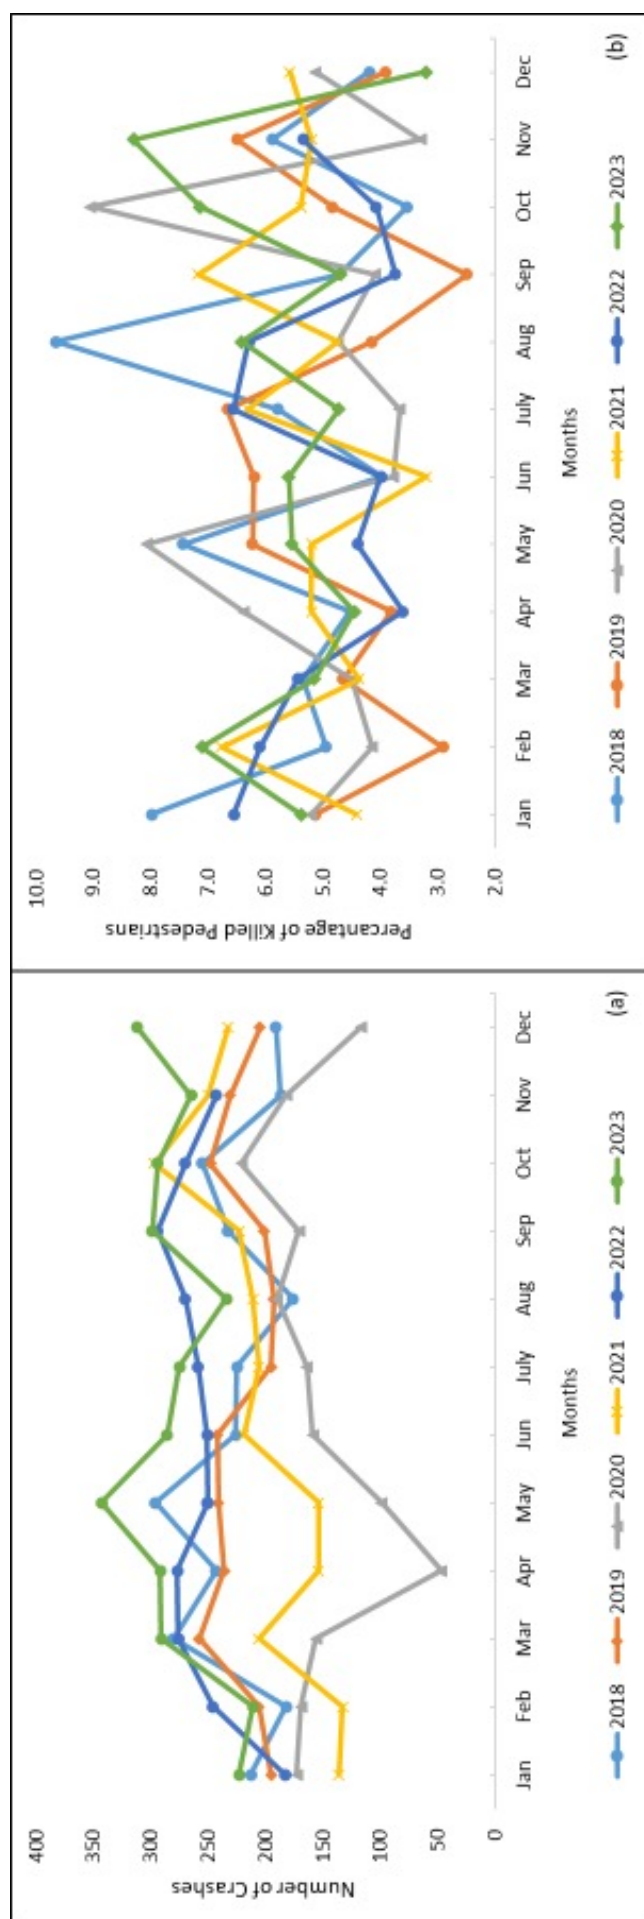 400
350
300
250
200
150
100
50
0
Number of Crashes
Jan Feb Mar Apr May Jun July Aug Sep Oct Nov Dec
Months
2018 2019 2020 2021 2022 2023
(a)
10.0
9.0
8.0
7.0
6.0
5.0
4.0
3.0
2.0
Percantage of Killed Pedestrians
Jan Feb Mar Apr May Jun July Aug Sep Oct Nov Dec
Months
2018 2019 2020 2021 2022 2023
(b)